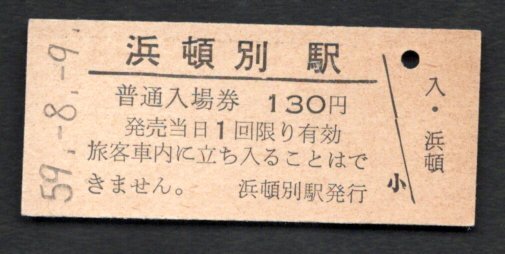 浜頓別駅
普通入場券 130円
発売当日1回限り有効
旅客車内に立ち入ることはで
きません。 浜頓別駅発行
小
入・浜頓
59.-8.-9.